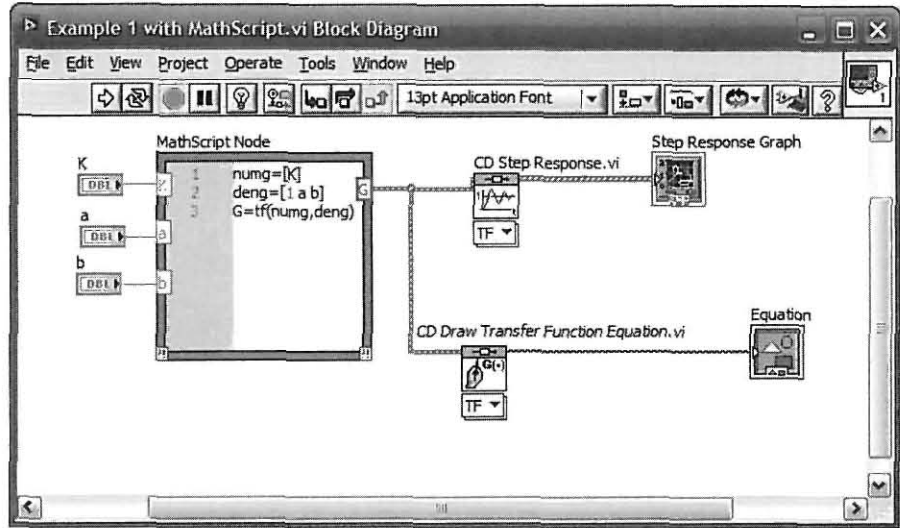 Example 1 with MathScript.vi Block Diagram
File Edit View Project Operate Tools Window Help
13pt Application Font
1
MathScript Node
K
DBL
a
DBL
b
DBL
K
a
b
1 numg=[K]
2 deng=[1 a b]
3 G=tf(numg,deng)
G
CD Step Response.vi
TF
Step Response Graph
CD Draw Transfer Function Equation.vi
G(·)
TF
Equation